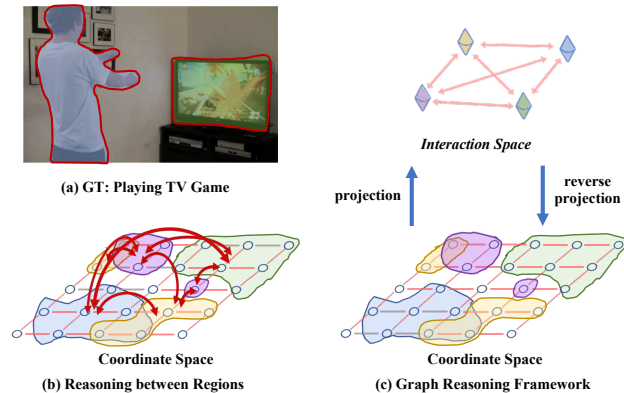 (a) GT: Playing TV Game
Interaction Space
projection
reverse
projection
Coordinate Space
(b) Reasoning between Regions
Coordinate Space
(c) Graph Reasoning Framework